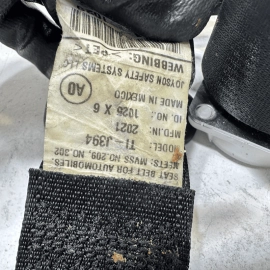 SEAT BELT FOR AUTOMOBILES.
MEETS: MVSS NO.209, NO.302
MODEL: TI-J394
MFD.IN 2021
ID.NO.: 1026 X 6
MADE IN MEXICO
JOYSON SAFETY SYSTEMS
WEBBING: >PET<
AO